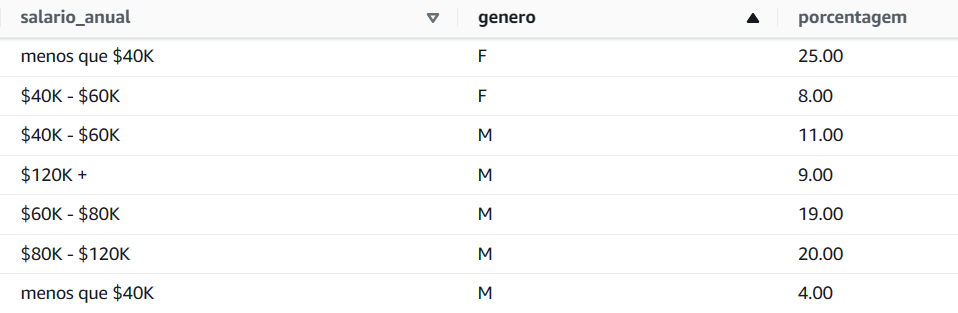 salario_anual genero porcentagem
menos que $40K F 25.00
$40K - $60K F 8.00
$40K - $60K M 11.00
$120K + M 9.00
$60K - $80K M 19.00
$80K - $120K M 20.00
menos que $40K M 4.00